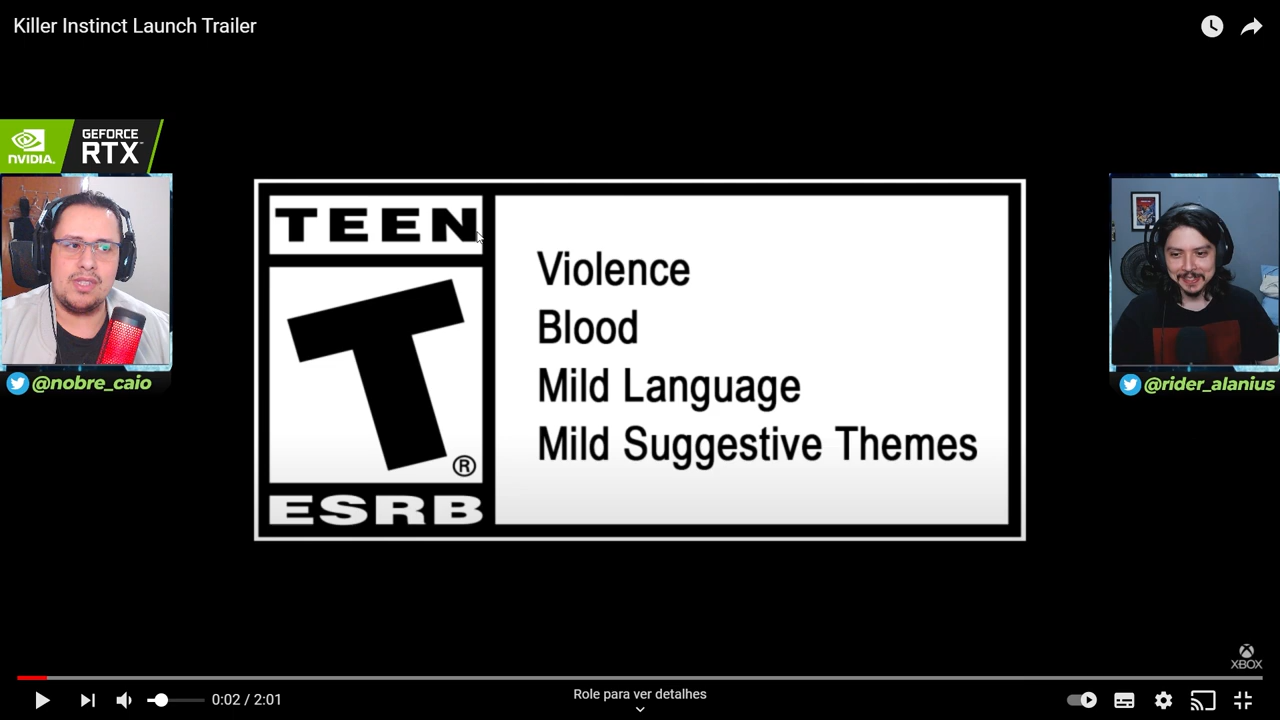 Killer Instinct Launch Trailer
NVIDIA.
GEFORCE
RTX™
TEEN
T®
ESRB
Violence
Blood
Mild Language
Mild Suggestive Themes
@nobre_caio
@rider_alanius
XBOX
0:02 / 2:01
Role para ver detalhes